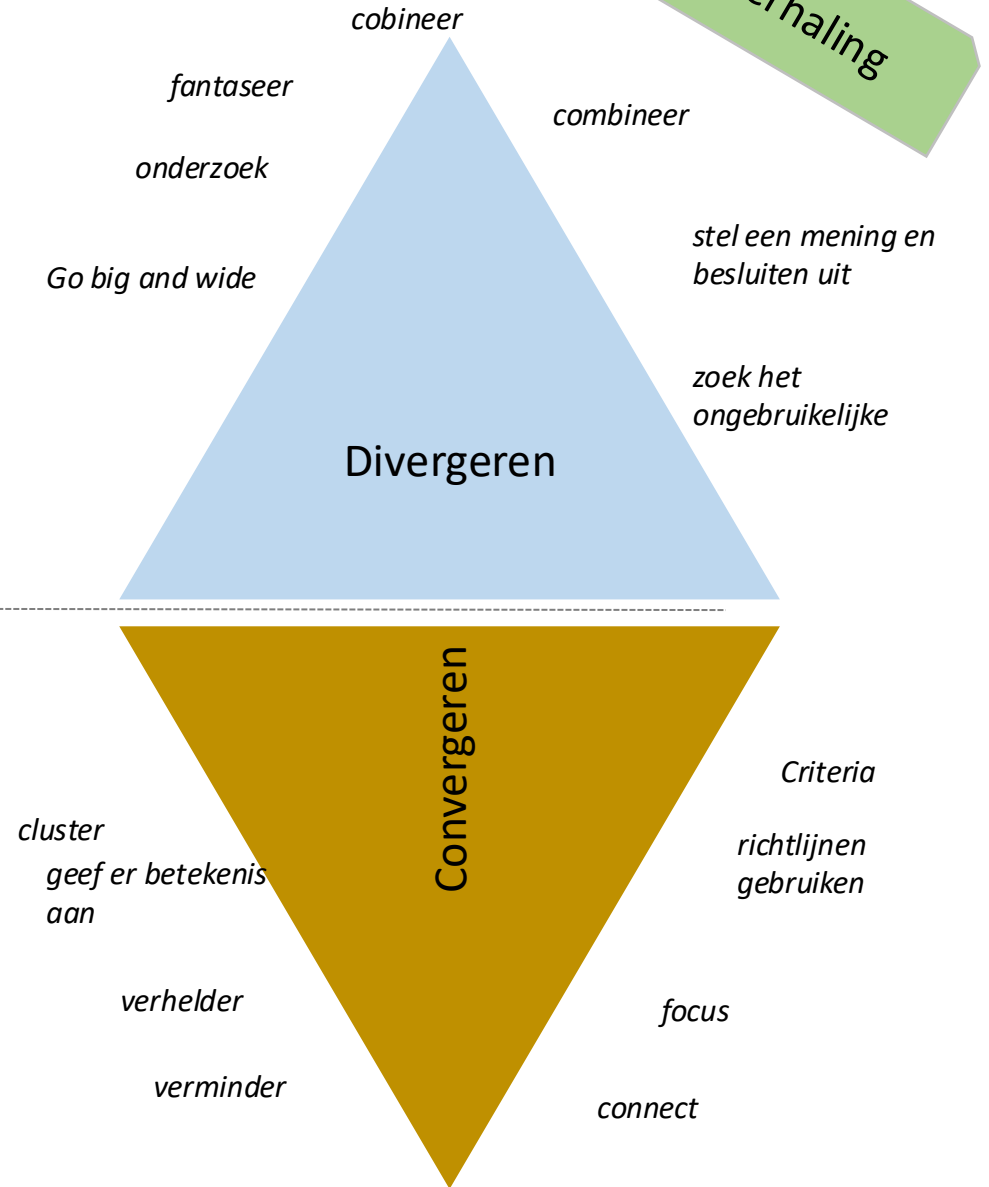 cobineer
erhaling
fantaseer
combineer
onderzoek
stel een mening en
besluiten uit
Go big and wide
zoek het
ongebruikelijke
Divergeren
Convergeren
Criteria
cluster
richtlijnen
gebruiken
geef er betekenis
aan
verhelder
focus
verminder
connect